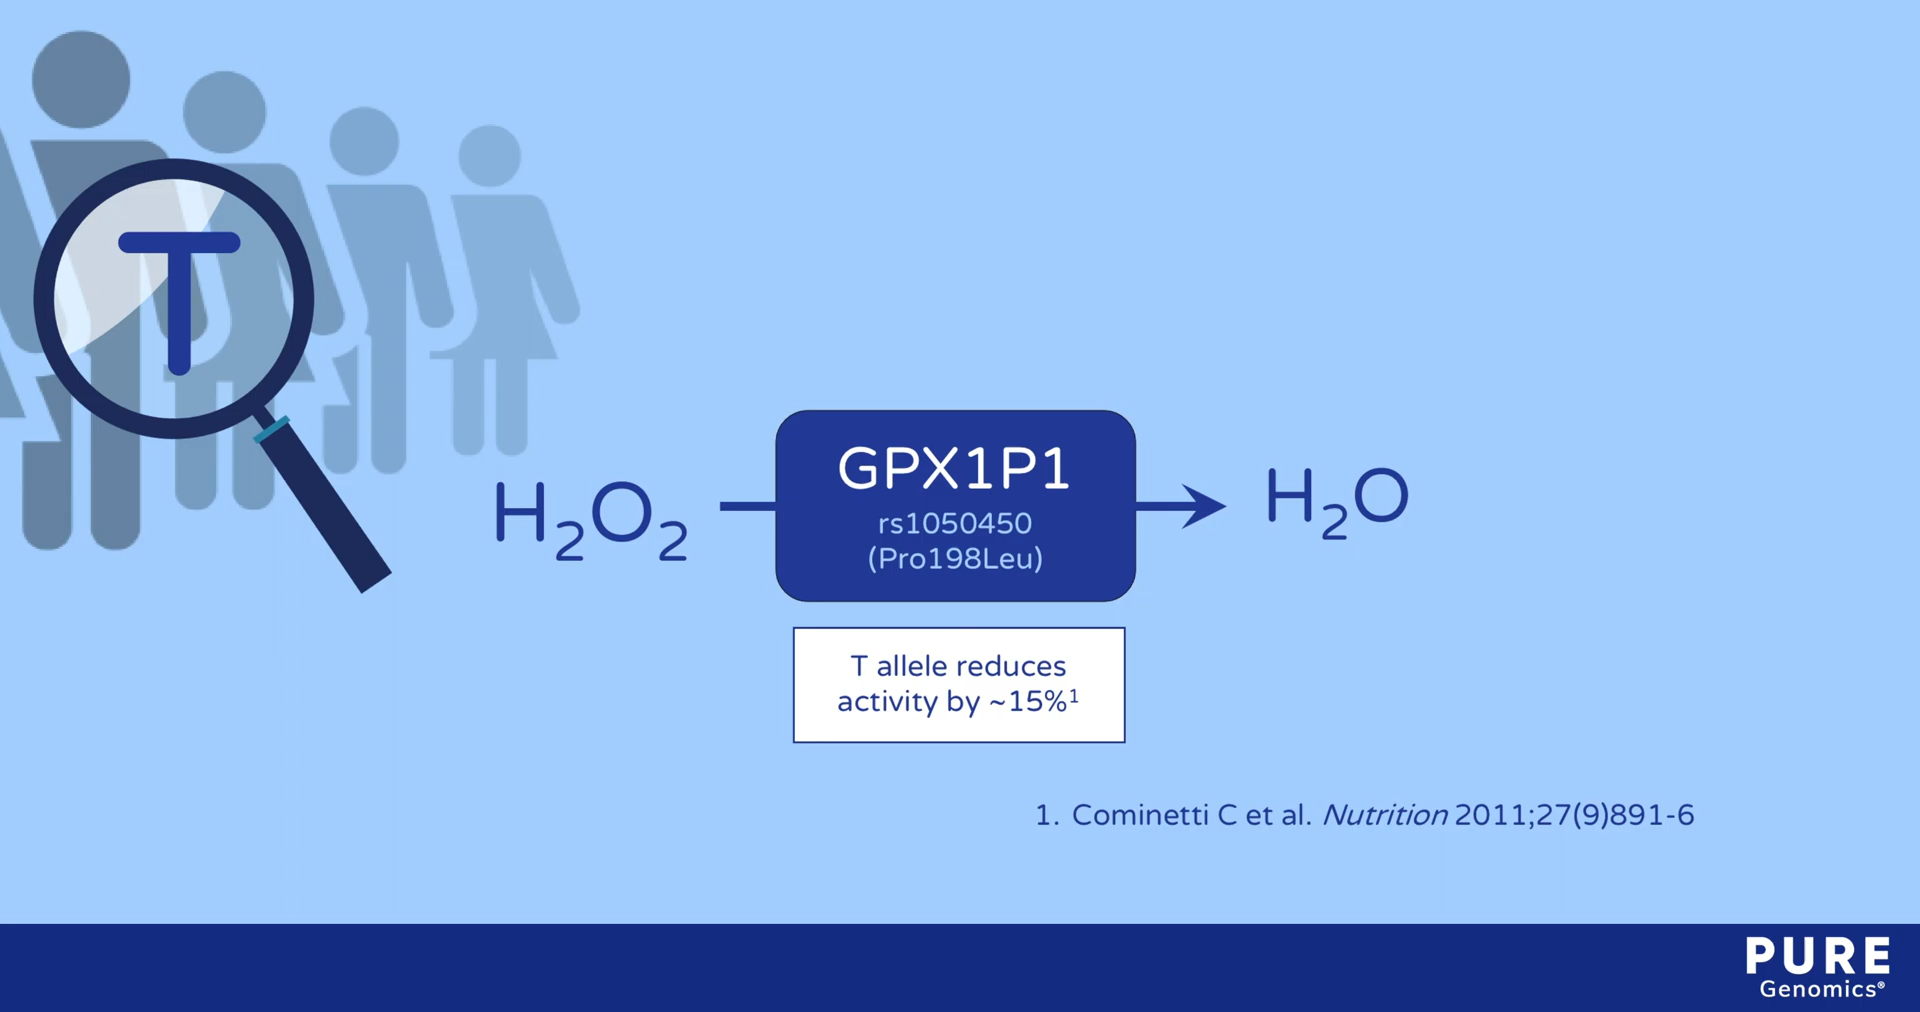 T
H₂O₂
GPX1P1
rs1050450
(Pro198Leu)
H₂O
T allele reduces
activity by ~15%¹
1. Cominetti C et al. Nutrition 2011;27(9)891-6
PURE
Genomics®